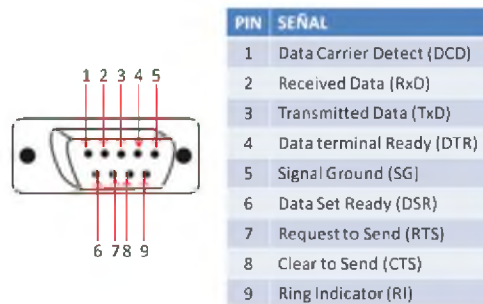 1 2 3 4 5
6 7 8 9
PIN SEÑAL
1 Data Carrier Detect (DCD)
2 Received Data (RxD)
3 Transmitted Data (TxD)
4 Data terminal Ready (DTR)
5 Signal Ground (SG)
6 Data Set Ready (DSR)
7 Request to Send (RTS)
8 Clear to Send (CTS)
9 Ring Indicator (RI)